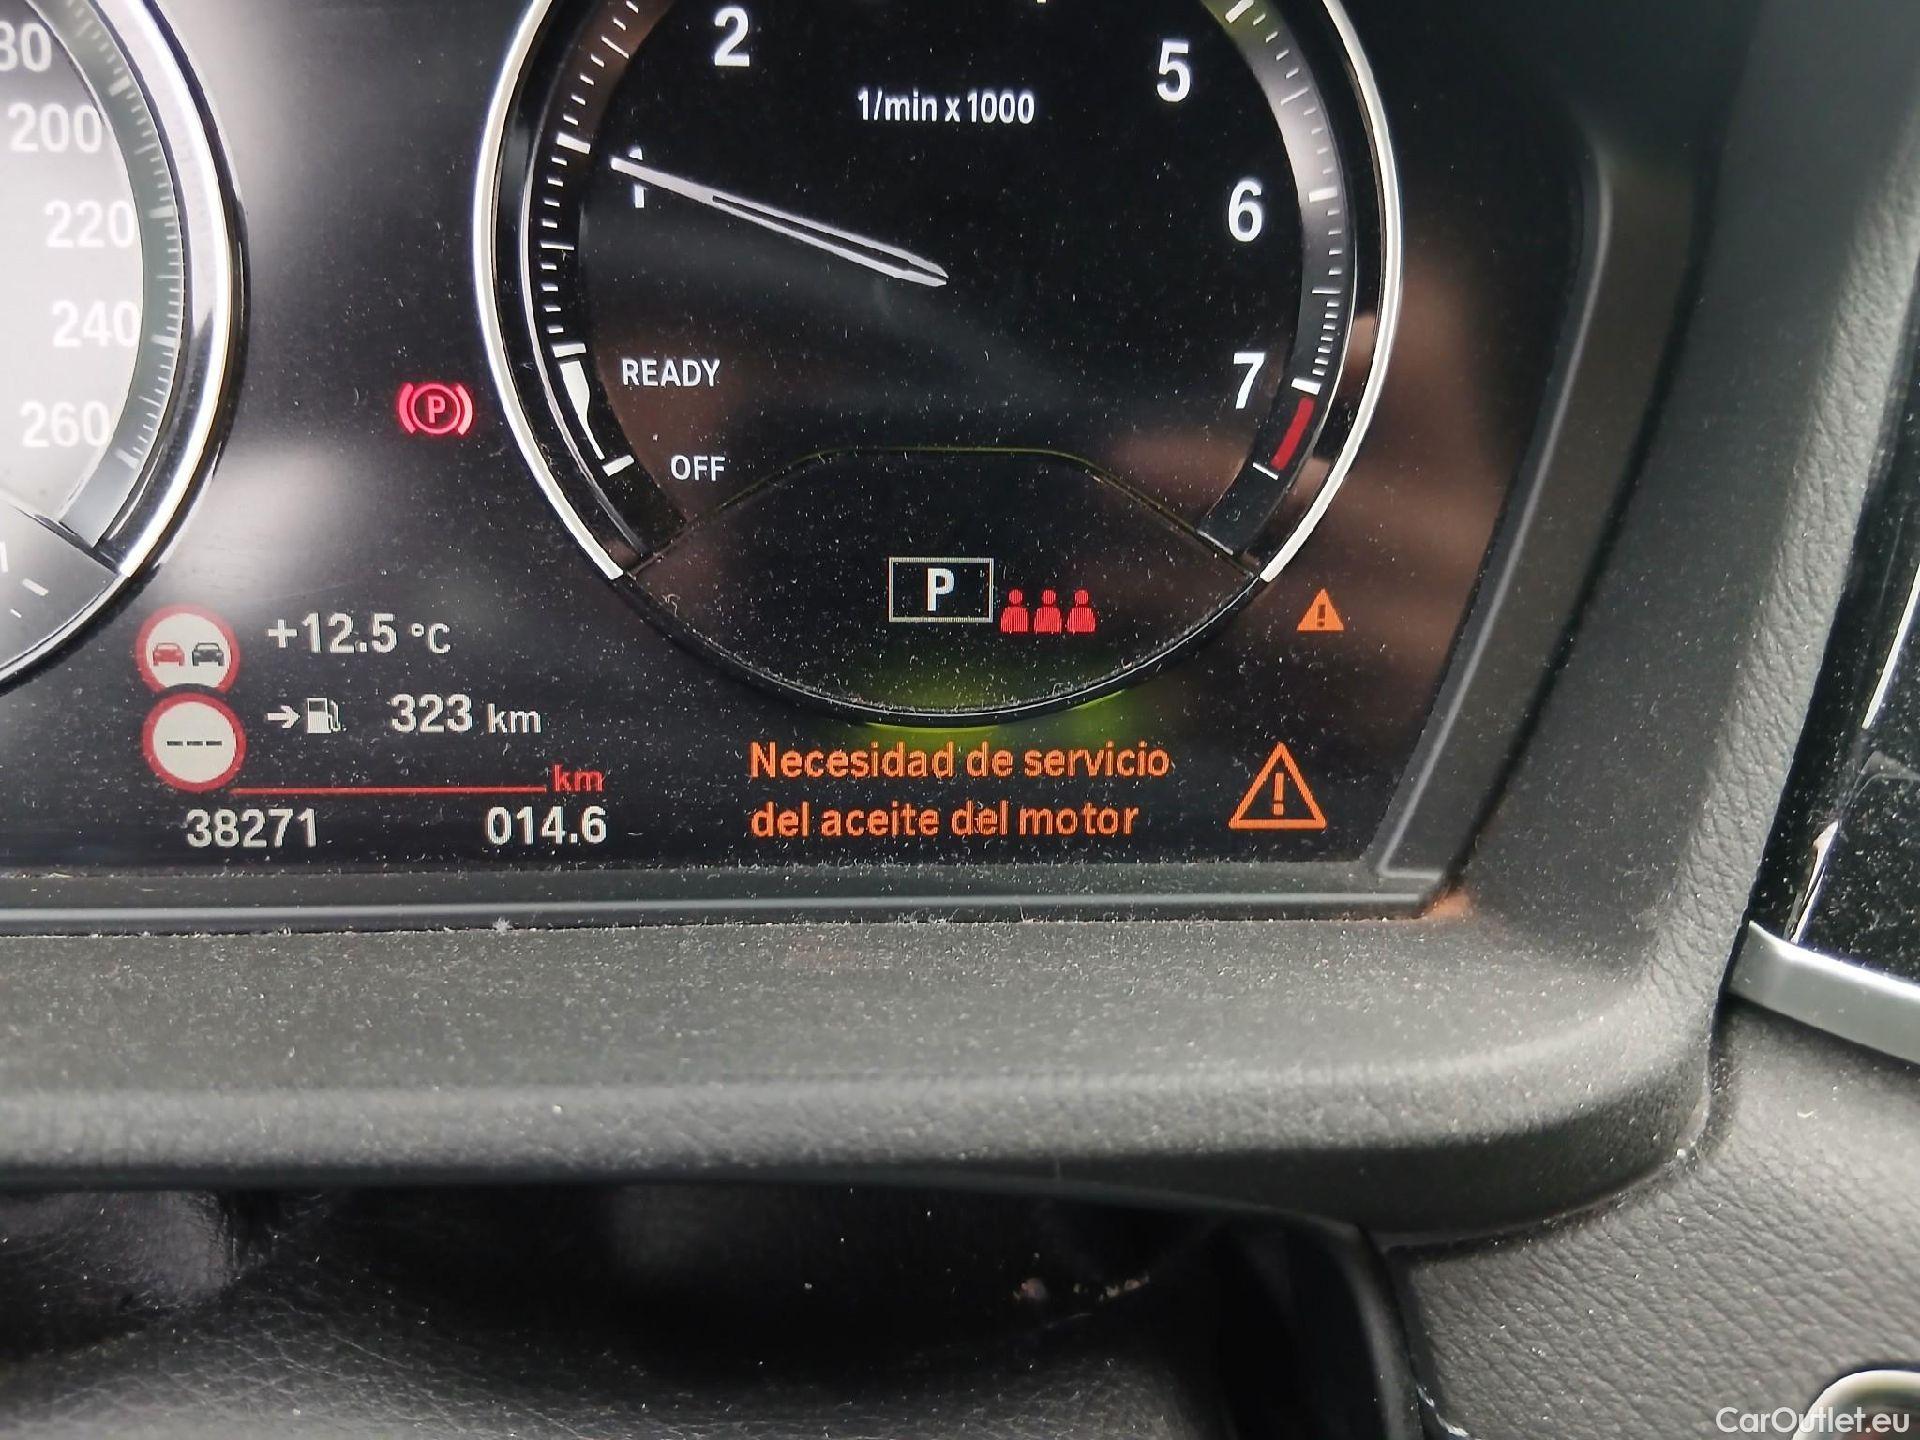 2
5
1/min x 1000
200
1
220
6
240
READY
7
260
P
OFF
P
+12.5 °C
323 km
Necesidad de servicio
del aceite del motor
km
38271
014.6
CarOutlet.eu